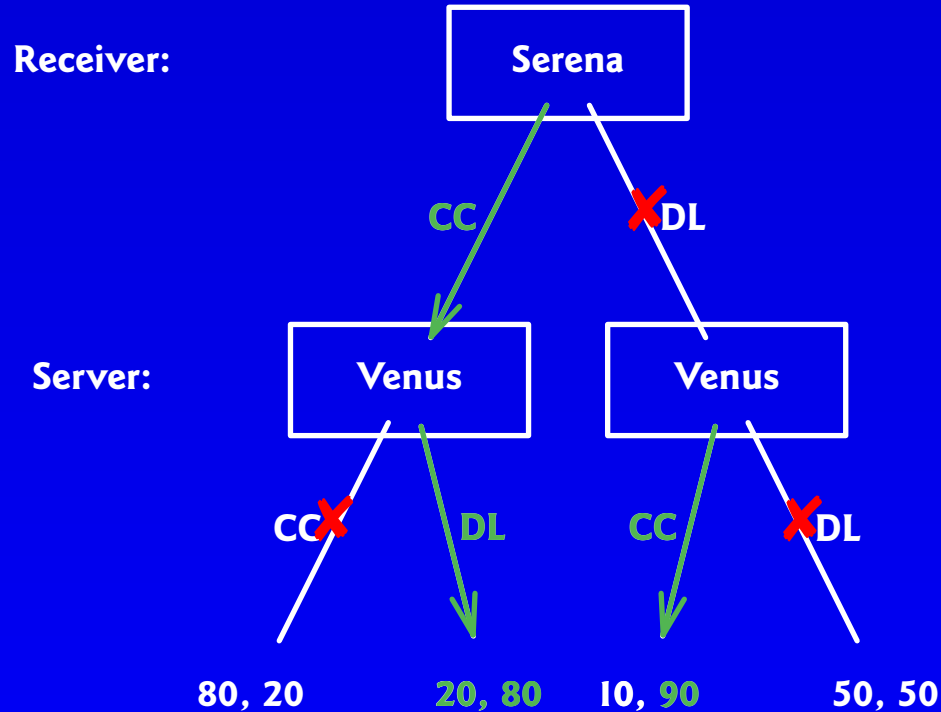 Receiver: Serena
CC DL
Server: Venus Venus
CC DL CC DL
80, 20 20, 80 10, 90 50, 50